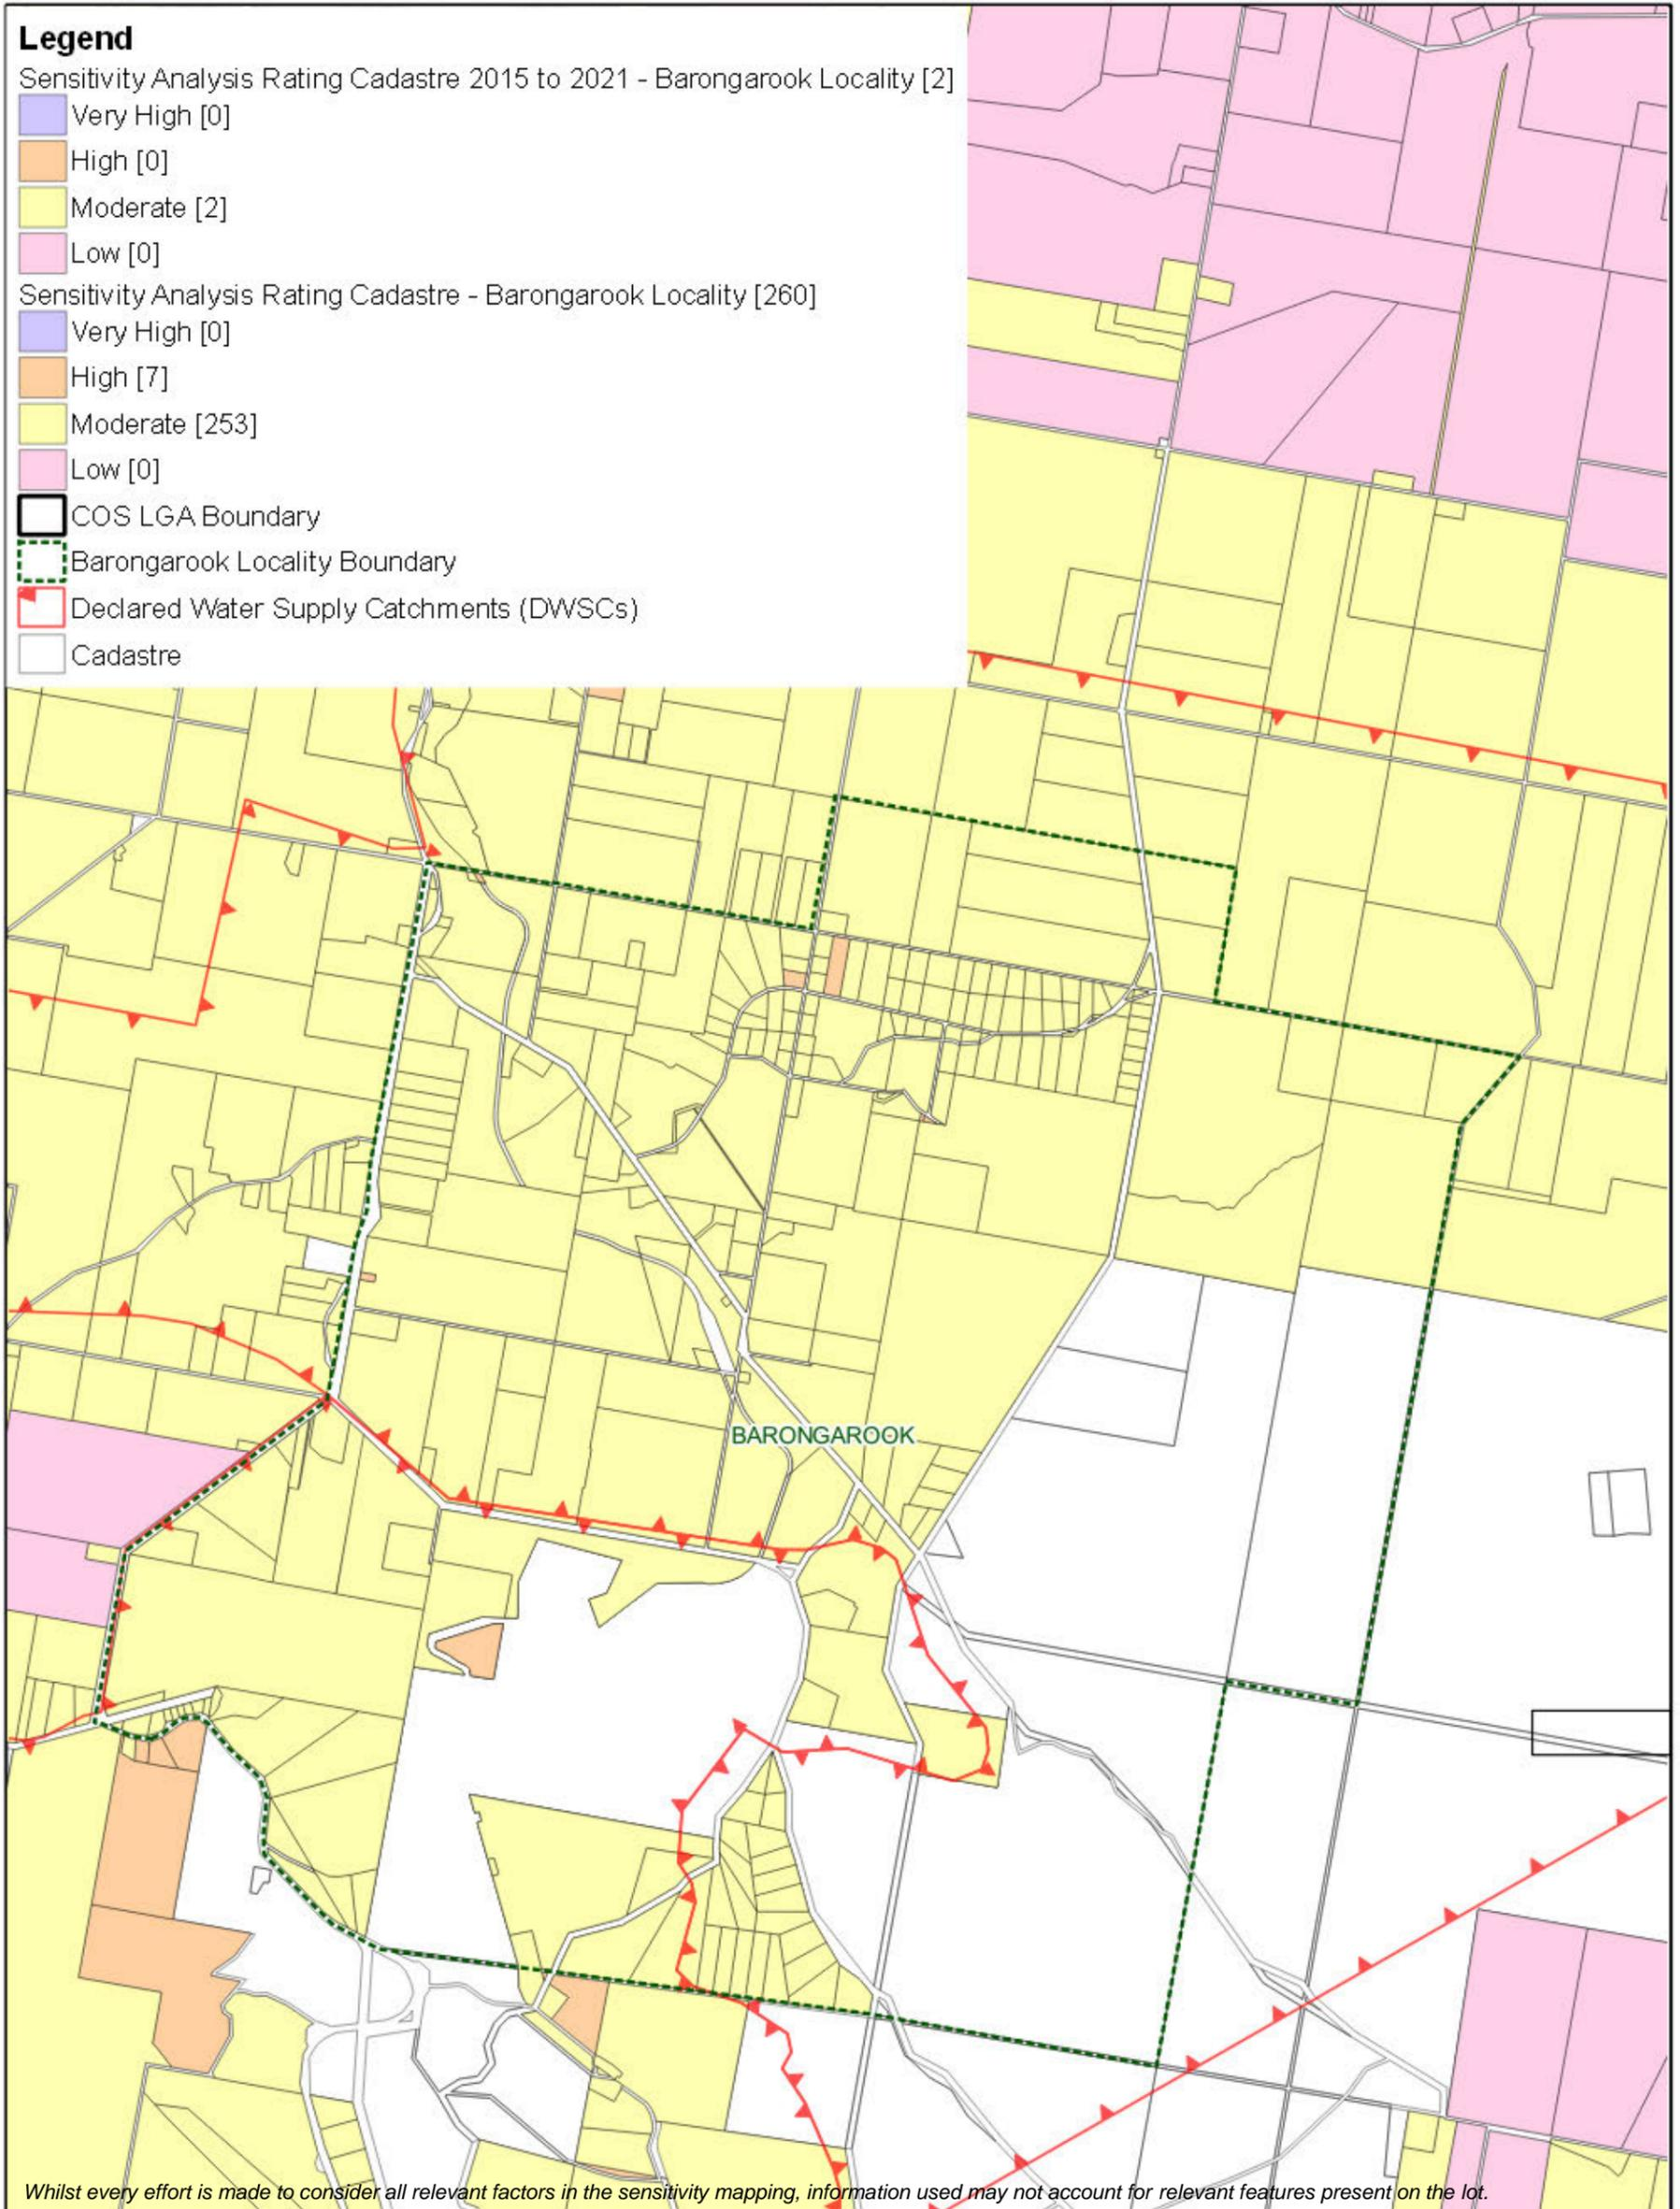 Legend
Sensitivity Analysis Rating Cadastre 2015 to 2021 - Barongarook Locality [2]
Very High [0]
High [0]
Moderate [2]
Low [0]
Sensitivity Analysis Rating Cadastre - Barongarook Locality [260]
Very High [0]
High [7]
Moderate [253]
Low [0]
COS LGA Boundary
Barongarook Locality Boundary
Declared Water Supply Catchments (DWSCs)
Cadastre
BARONGAROOK
Whilst every effort is made to consider all relevant factors in the sensitivity mapping, information used may not account for relevant features present on the lot.